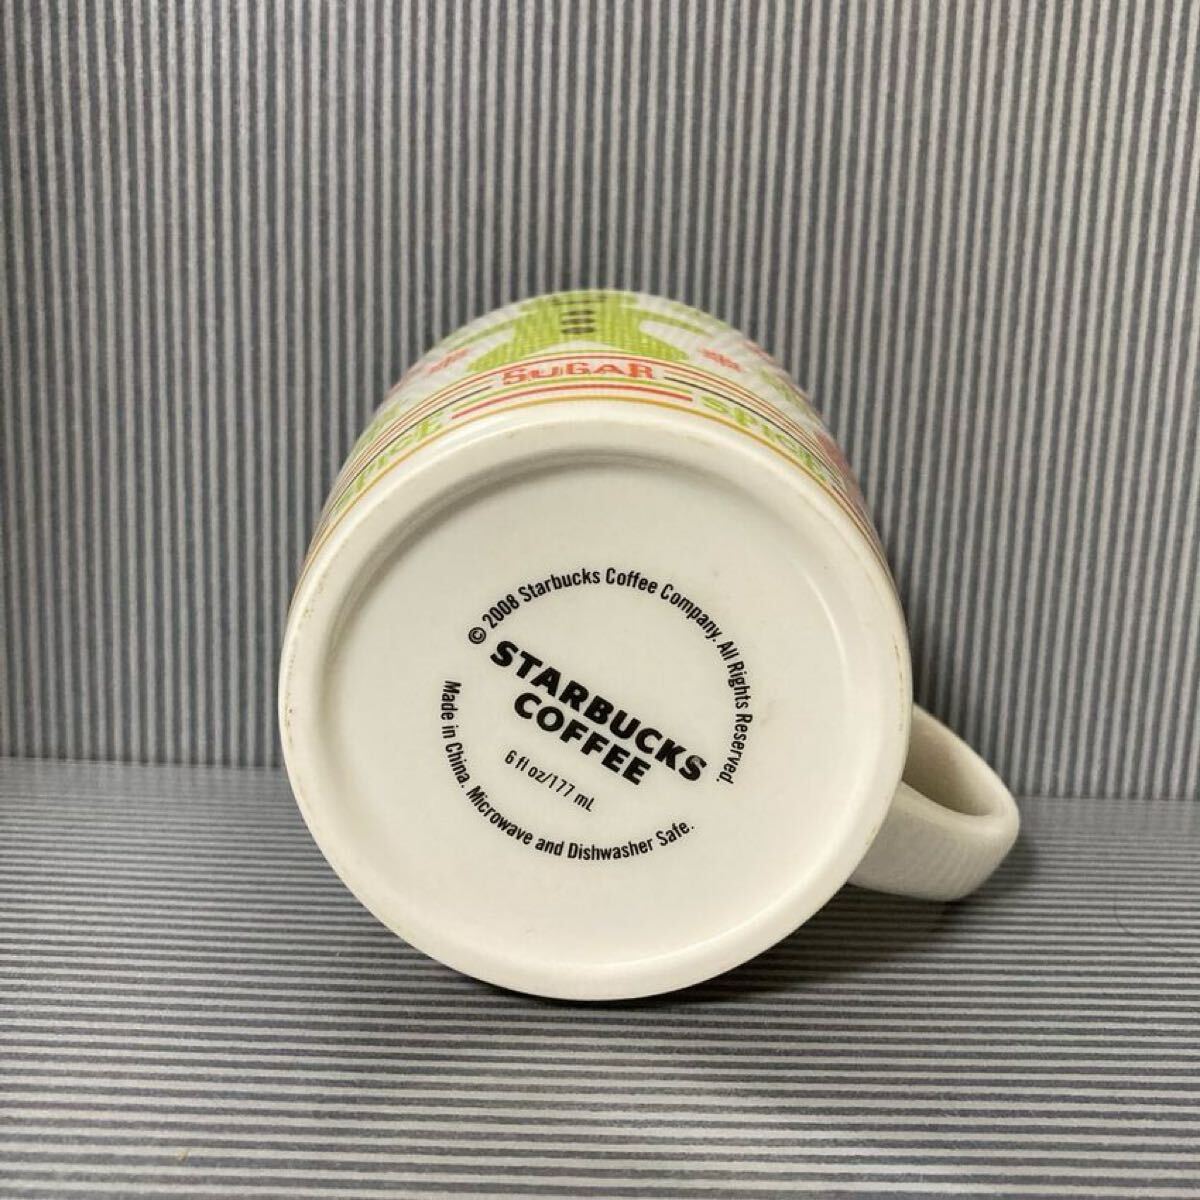 SUGAR
SPICE SPICE
© 2008 Starbucks Coffee Company. All Rights Reserved.
STARBUCKS
COFFEE
6 fl oz/177 mL
Made in China. Microwave and Dishwasher Safe.